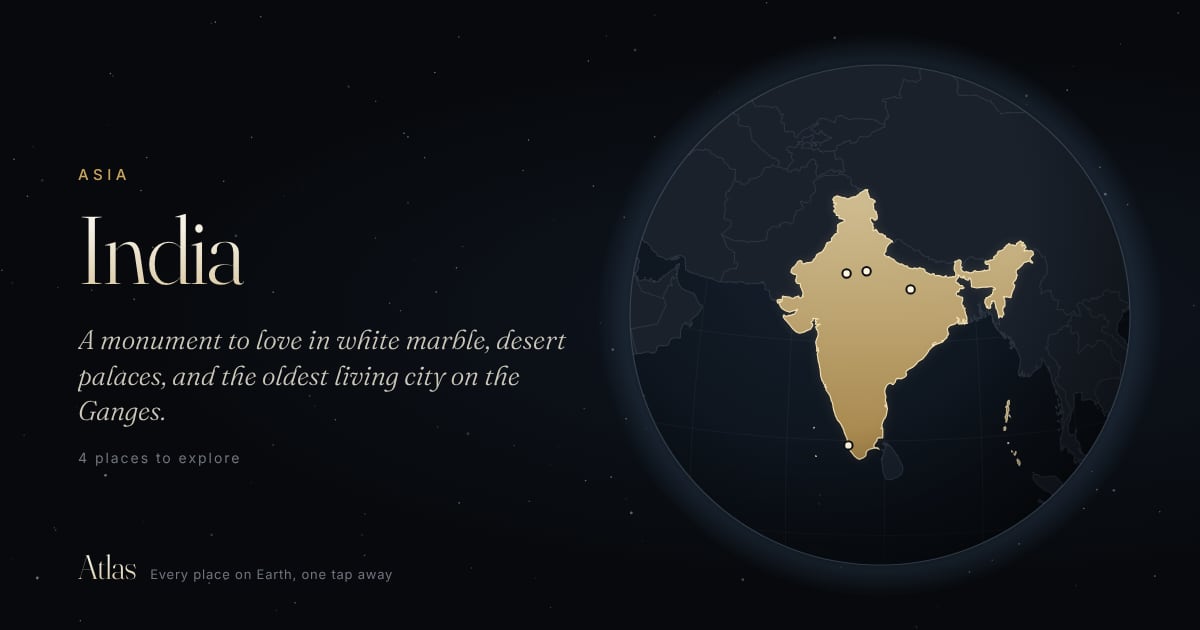 ASIA
India
A monument to love in white marble, desert
palaces, and the oldest living city on the
Ganges.
4 places to explore
Atlas Every place on Earth, one tap away